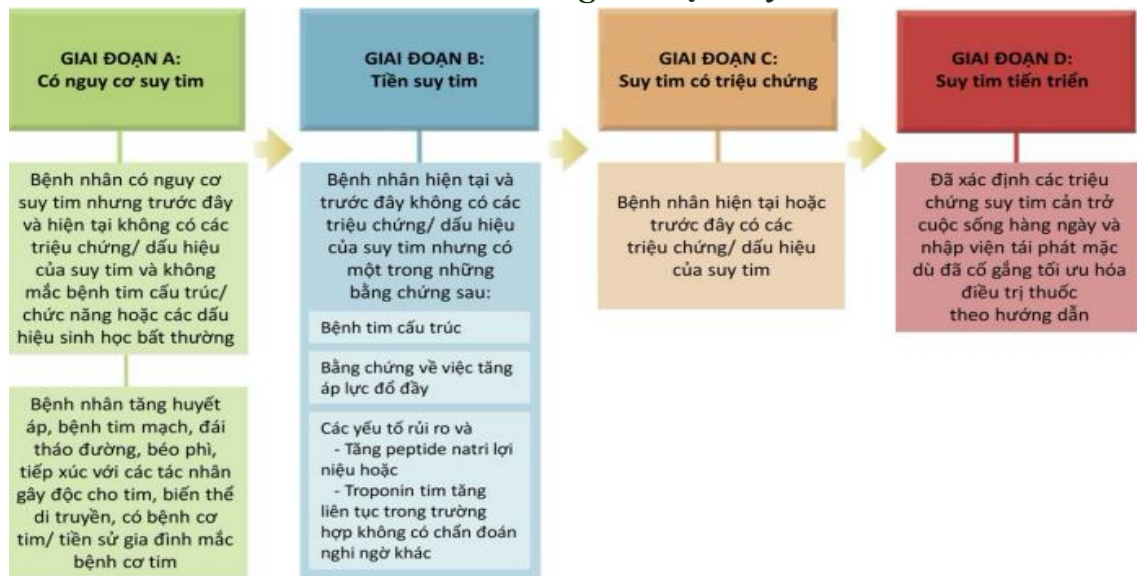 GIAI ĐOẠN A:
Có nguy cơ suy tim
Bệnh nhân có nguy cơ
suy tim nhưng trước đây
và hiện tại không có các
triệu chứng/ dấu hiệu
của suy tim và không
mắc bệnh tim cấu trúc/
chức năng hoặc các dấu
hiệu sinh học bất thường
Bệnh nhân tăng huyết
áp, bệnh tim mạch, đái
tháo đường, béo phì,
tiếp xúc với các tác nhân
gây độc cho tim, biến thể
di truyền, có bệnh cơ
tim/ tiền sử gia đình mắc
bệnh cơ tim
GIAI ĐOẠN B:
Tiền suy tim
Bệnh nhân hiện tại và
trước đây không có các
triệu chứng/ dấu hiệu
của suy tim nhưng có
một trong những
bằng chứng sau:
Bệnh tim cấu trúc
Bằng chứng về việc tăng
áp lực đổ đầy
Các yếu tố rủi ro và
- Tăng peptide natri lợi
niệu hoặc
- Troponin tim tăng
liên tục trong trường
hợp không có chẩn đoán
nghi ngờ khác
GIAI ĐOẠN C:
Suy tim có triệu chứng
Bệnh nhân hiện tại hoặc
trước đây có các
triệu chứng/ dấu hiệu
của suy tim
GIAI ĐOẠN D:
Suy tim tiến triển
Đã xác định các triệu
chứng suy tim cản trở
cuộc sống hàng ngày và
nhập viện tái phát mặc
dù đã cố gắng tối ưu hóa
điều trị thuốc
theo hướng dẫn